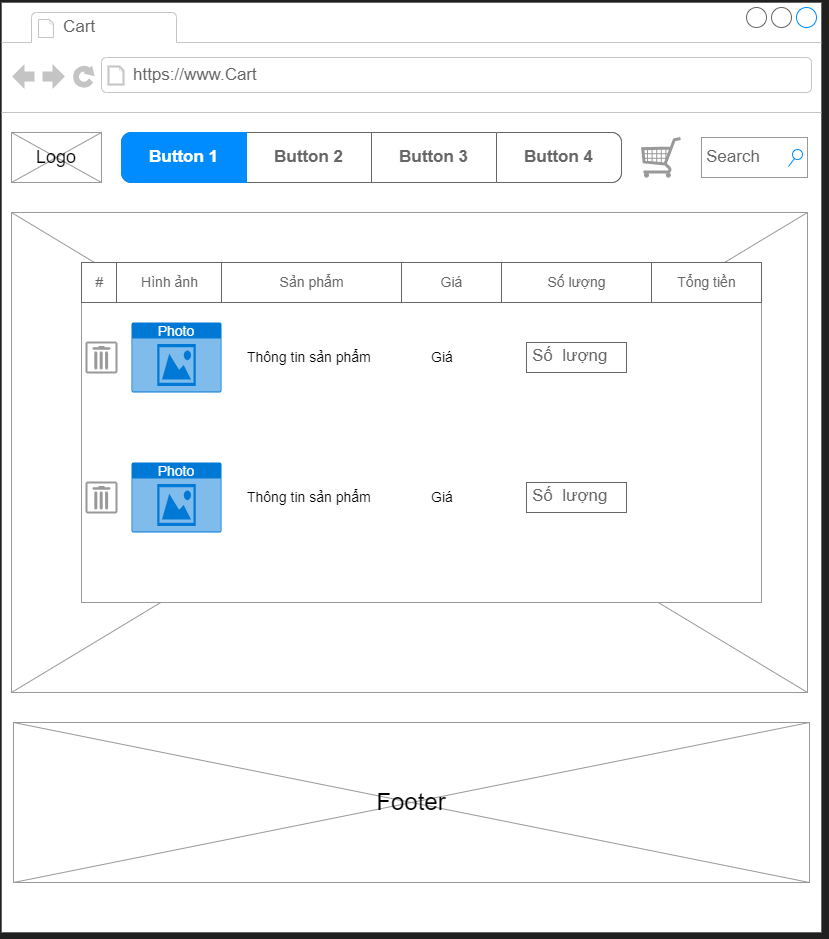 Cart
https://www.Cart
Logo
Button 1 Button 2 Button 3 Button 4
Search
# Hình ảnh Sản phẩm Giá Số lượng Tổng tiền
Photo
Thông tin sản phẩm Giá Số lượng
Photo
Thông tin sản phẩm Giá Số lượng
Footer